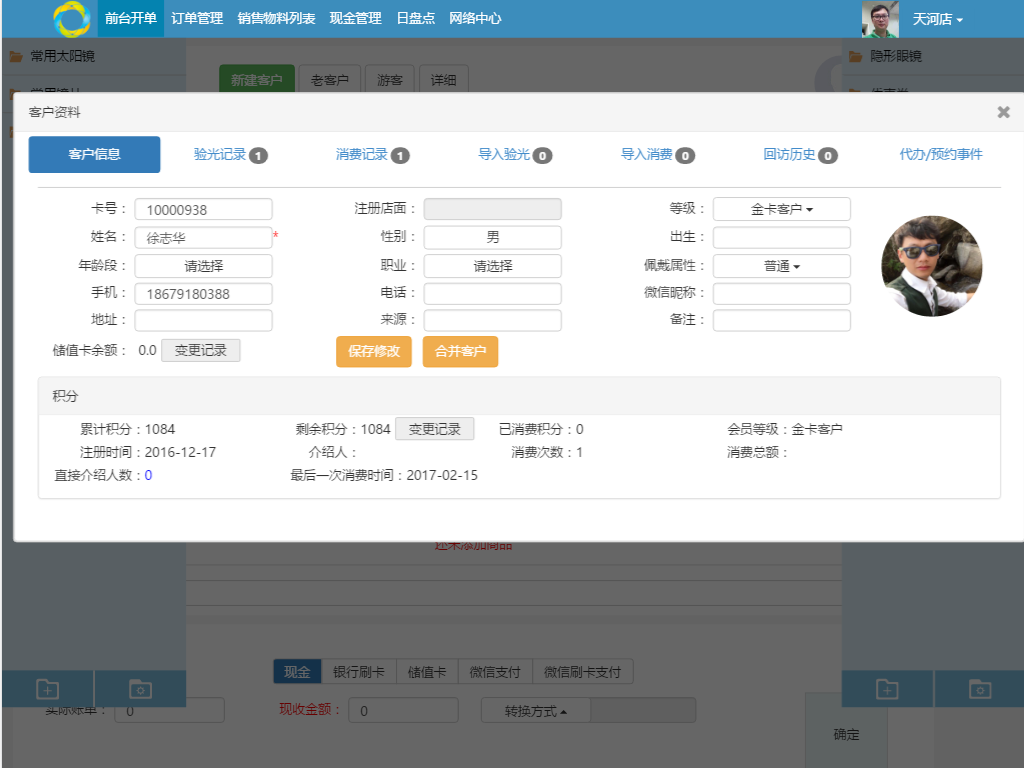 前台开单 订单管理 销售物料列表 现金管理 日盘点 网络中心 天河店
常用太阳镜 隐形眼镜
新建客户 老客户 游客 详细
客户资料 ×
客户信息 验光记录 1 消费记录 1 导入验光 0 导入消费 0 回访历史 0 代办/预约事件
卡号： 10000938 注册店面： 等级： 金卡客户
姓名： 徐志华 * 性别： 男 出生：
年龄段： 请选择 职业： 请选择 佩戴属性： 普通
手机： 18679180388 电话： 微信昵称：
地址： 来源： 备注：
储值卡余额： 0.0 变更记录 保存修改 合并客户
积分
累计积分：1084 剩余积分：1084 变更记录 已消费积分：0 会员等级：金卡客户
注册时间：2016-12-17 介绍人： 消费次数：1 消费总额：
直接介绍人数：0 最后一次消费时间：2017-02-15
还未添加商品
现金 银行刷卡 储值卡 微信支付 微信刷卡支付
实际账单： 0 现收金额： 0 转换方式
确定